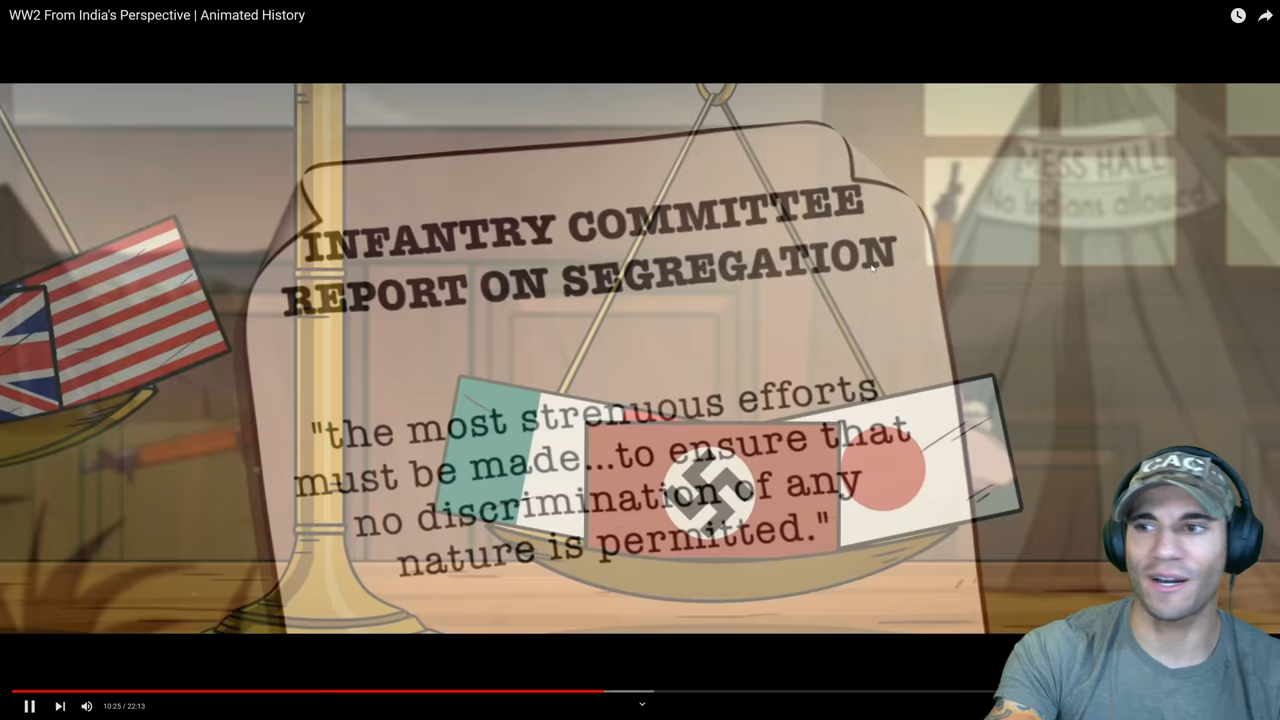 WW2 From India's Perspective | Animated History
MESS HALL
No Indians allowed
INFANTRY COMMITTEE
REPORT ON SEGREGATION
"the most strenuous efforts
must be made...to ensure that
no discrimination of any
nature is permitted."
CAC
10:25 / 22:13